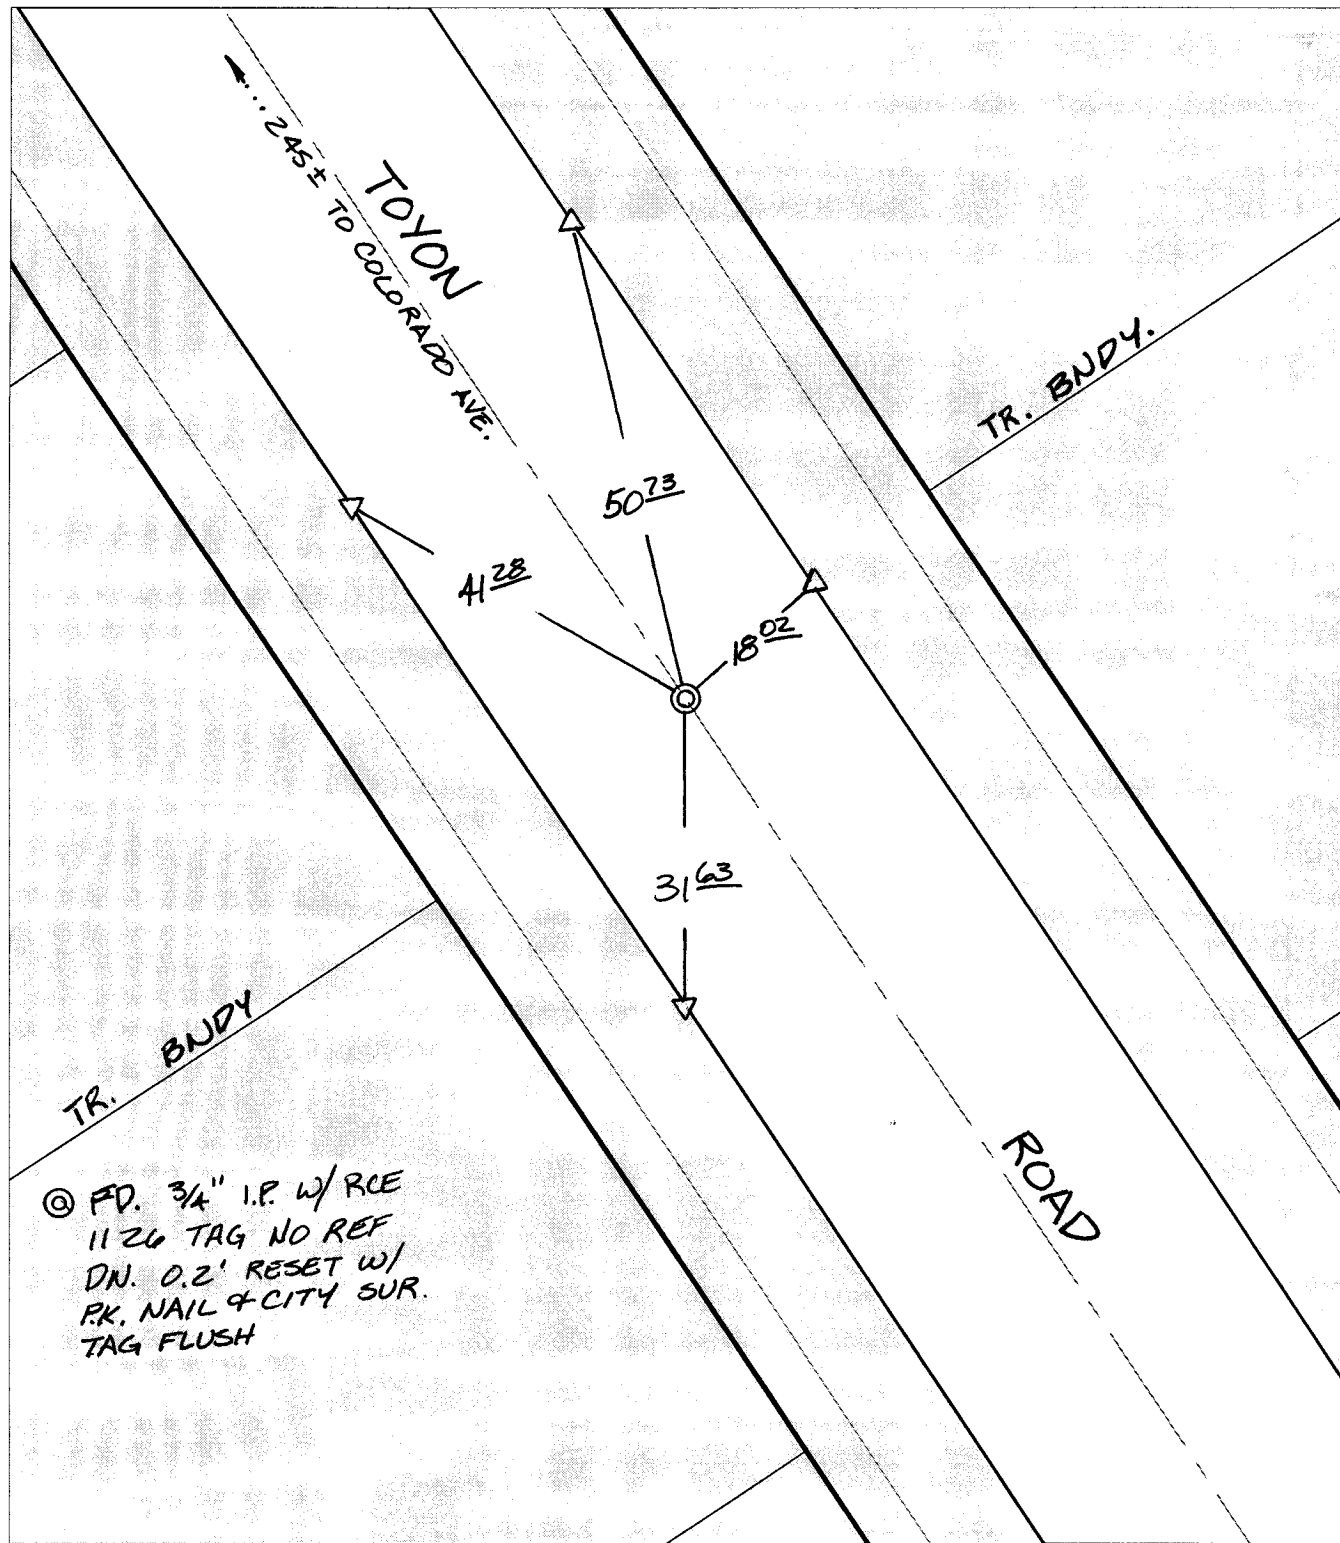 TOYON
245± TO COLORADO AVE.
TR. BNDY.
50 73
41 28
18 02
31 63
TR. BNDY
ROAD
FD. 3/4" I.P. W/ RCE
1126 TAG NO REF
DN. 0.2' RESET W/
P.K. NAIL & CITY SUR.
TAG FLUSH